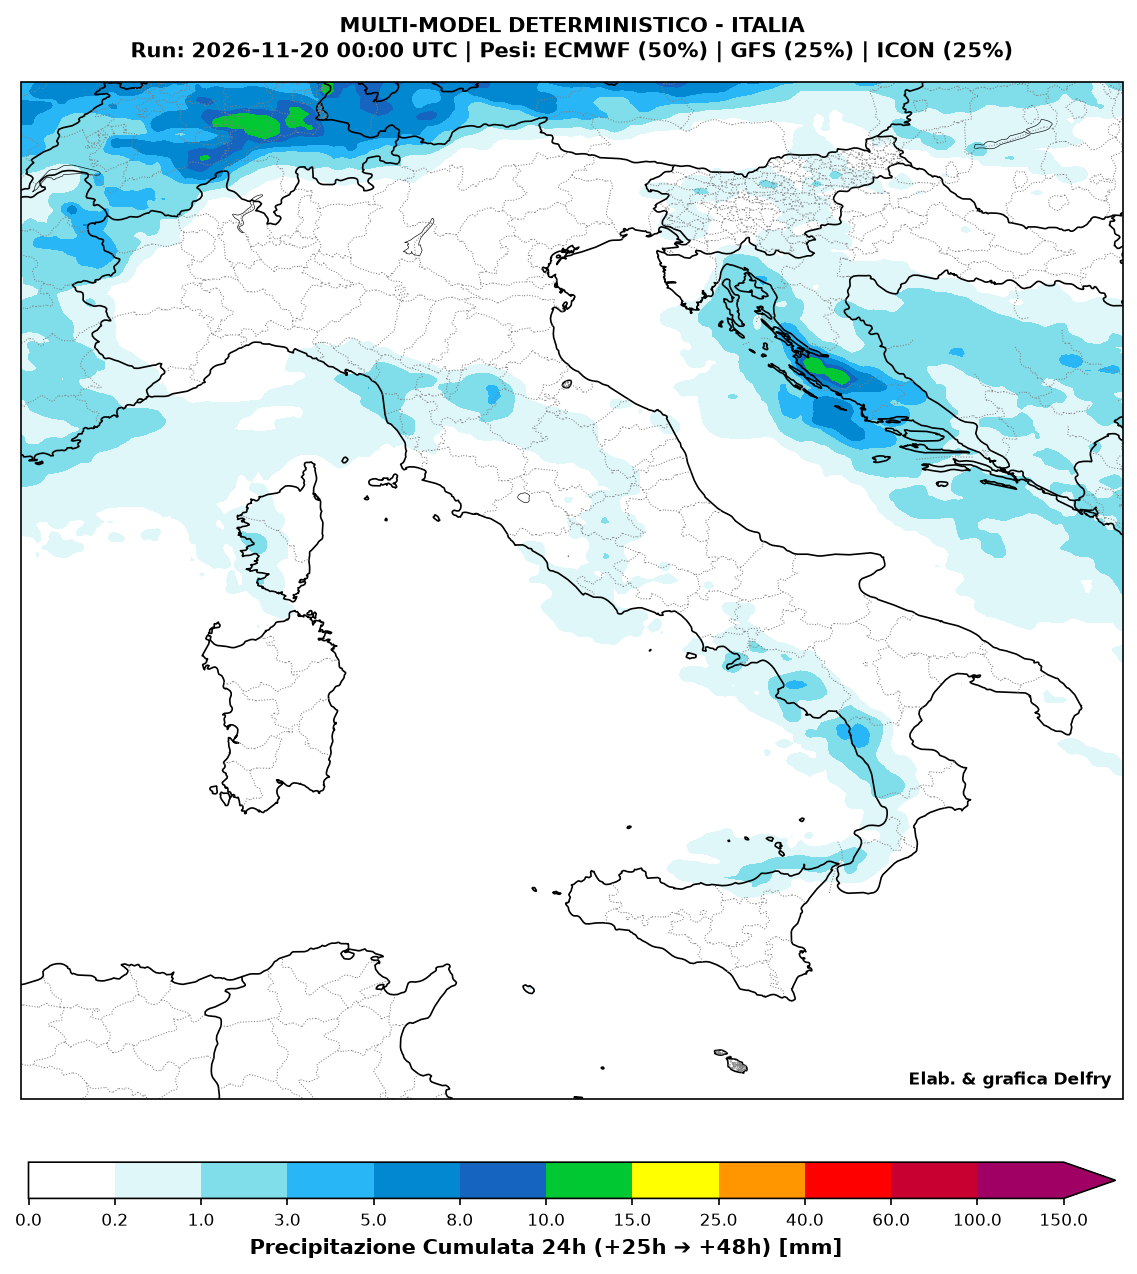 MULTI-MODEL DETERMINISTICO - ITALIA
Run: 2026-11-20 00:00 UTC | Pesi: ECMWF (50%) | GFS (25%) | ICON (25%)
Elab. & grafica Delfry
0.0 0.2 1.0 3.0 5.0 8.0 10.0 15.0 25.0 40.0 60.0 100.0 150.0
Precipitazione Cumulata 24h (+25h → +48h) [mm]